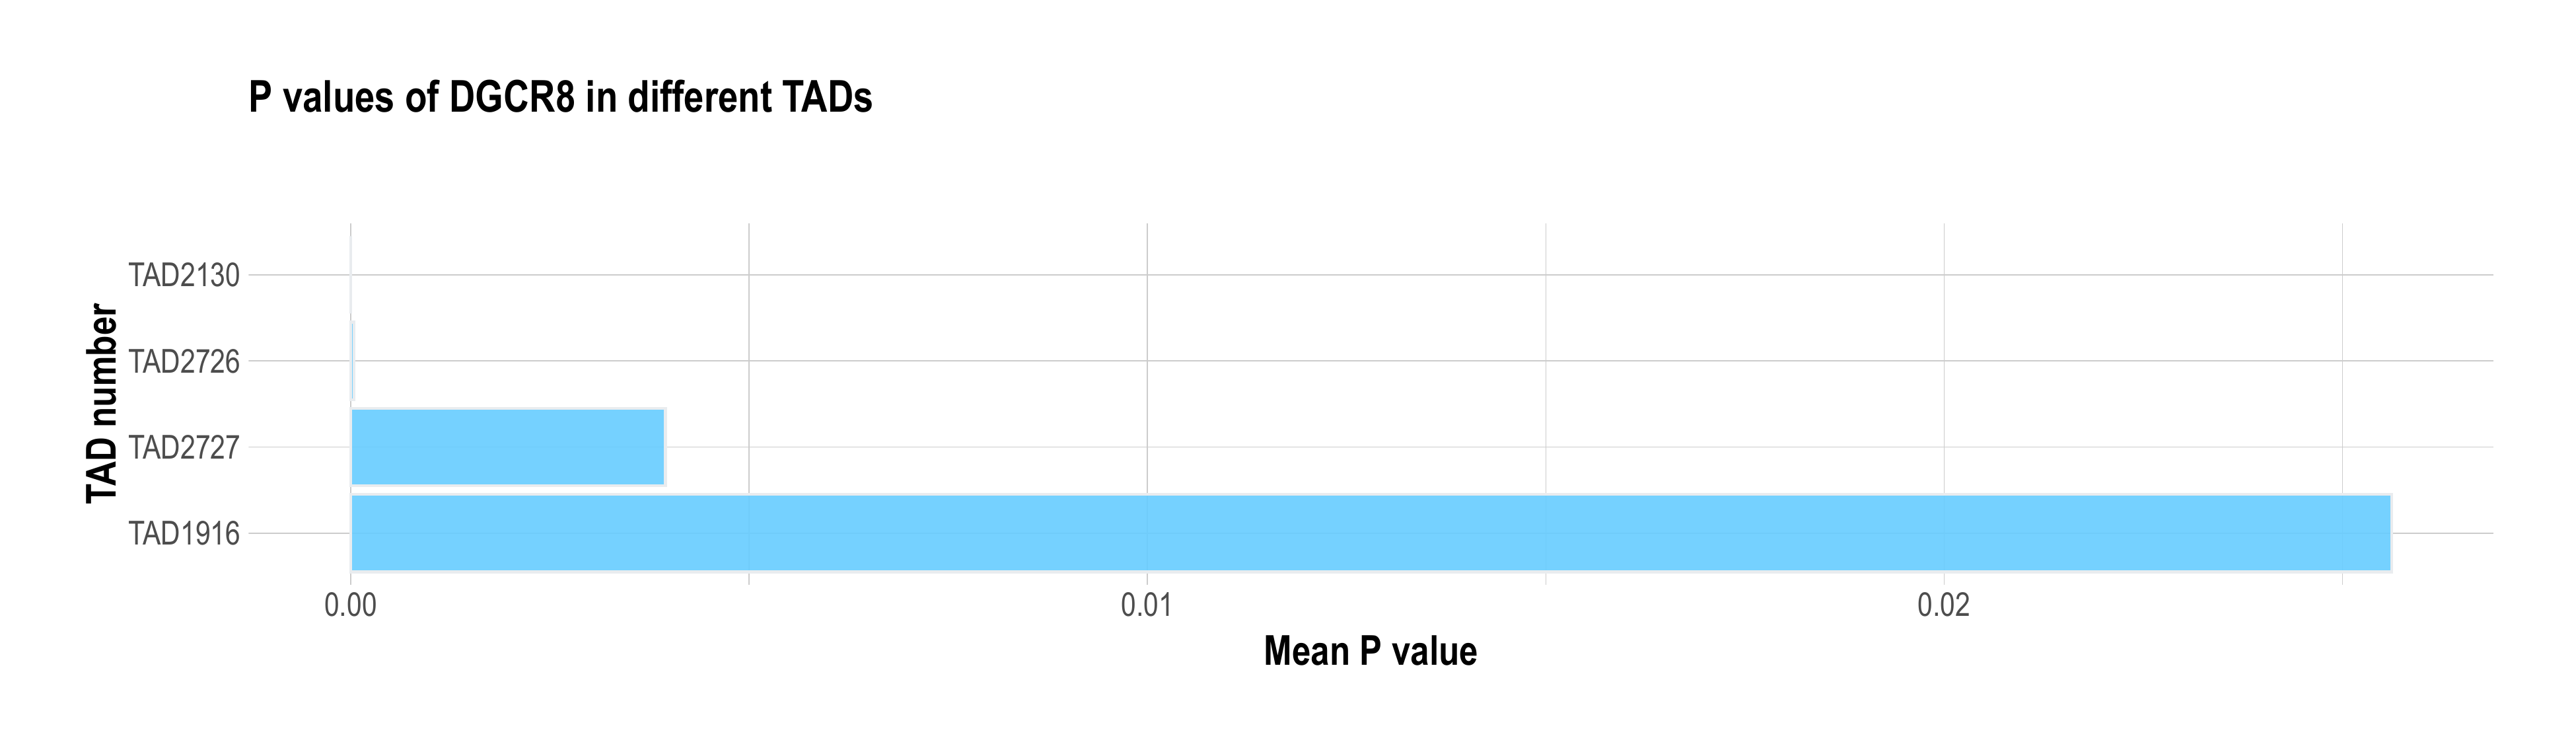 P values of DGCR8 in different TADs
TAD number
TAD2130
TAD2726
TAD2727
TAD1916
0.00
0.01
0.02
Mean P value